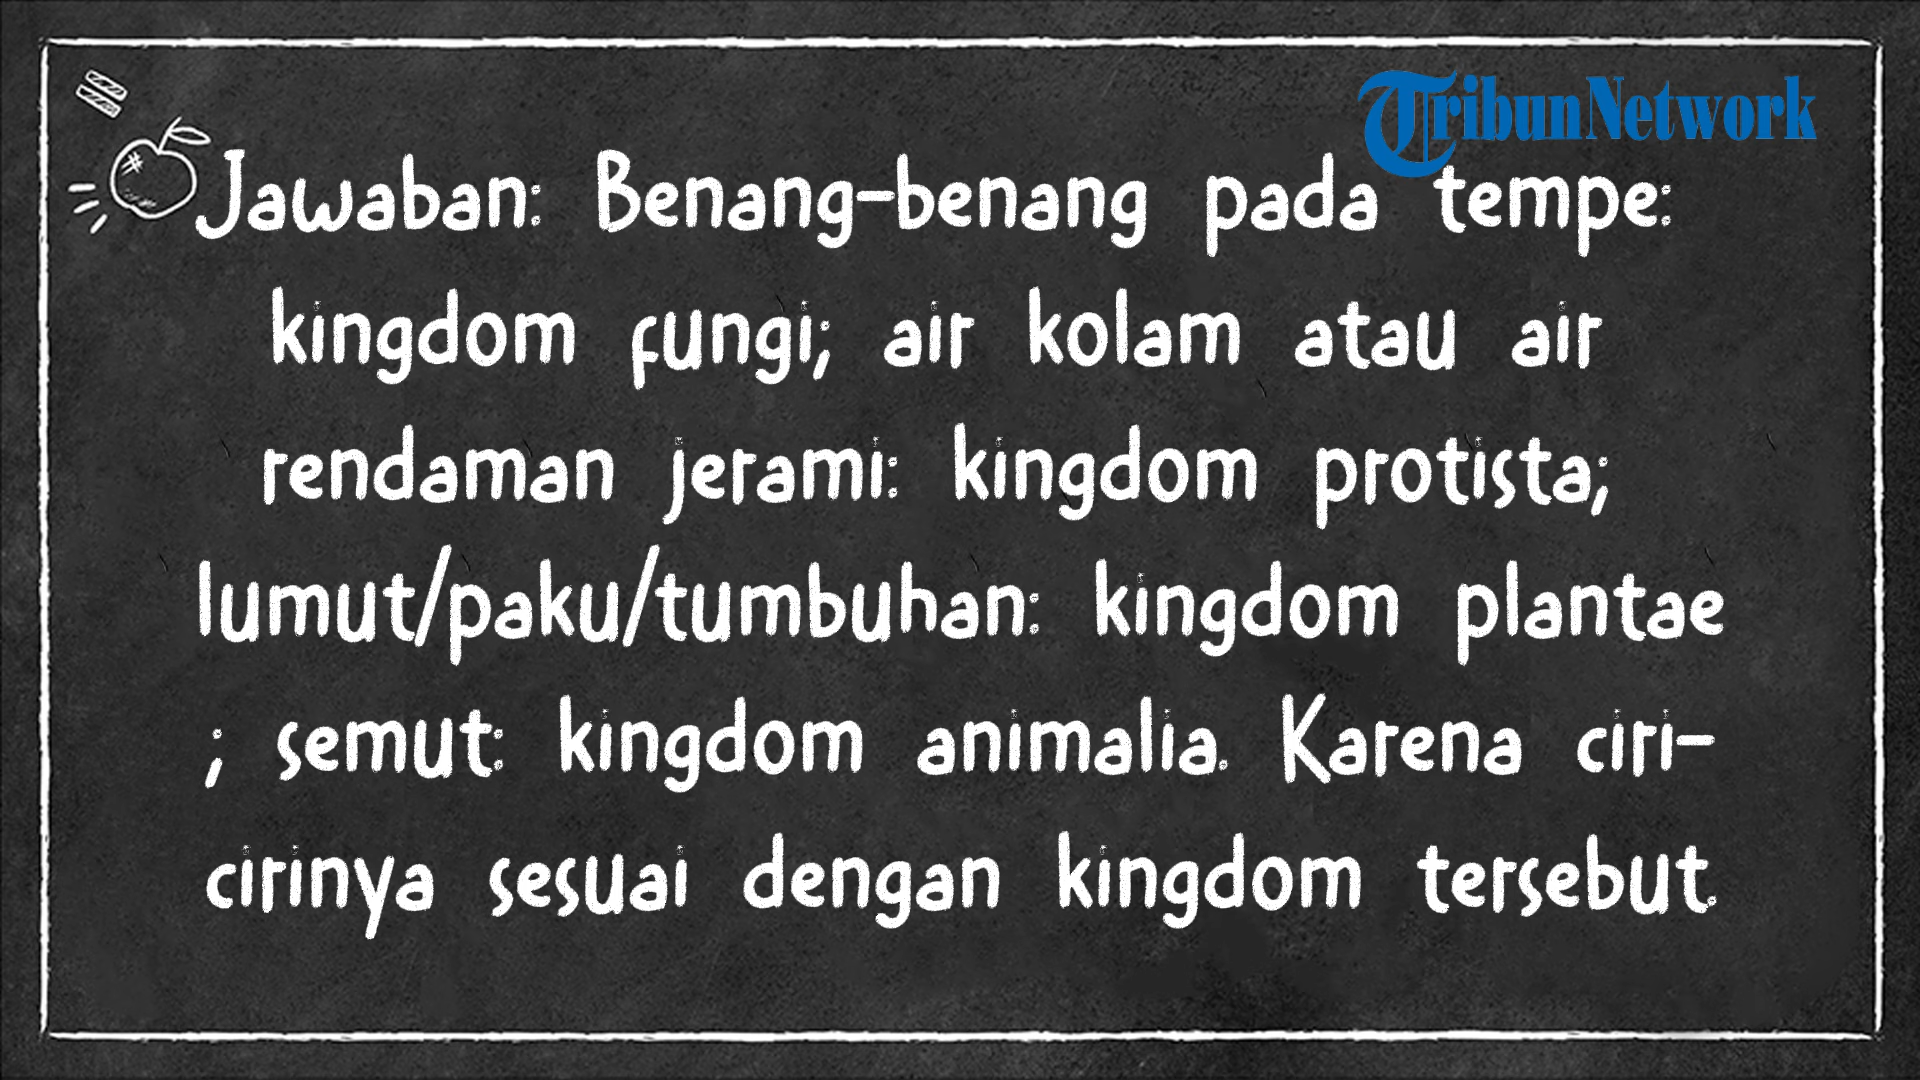 TribunNetwork
Jawaban: Benang-benang pada tempe:
kingdom fungi; air kolam atau air
rendaman jerami: kingdom protista;
lumut/paku/tumbuhan: kingdom plantae
; semut: kingdom animalia. Karena ciri-
cirinya sesuai dengan kingdom tersebut.